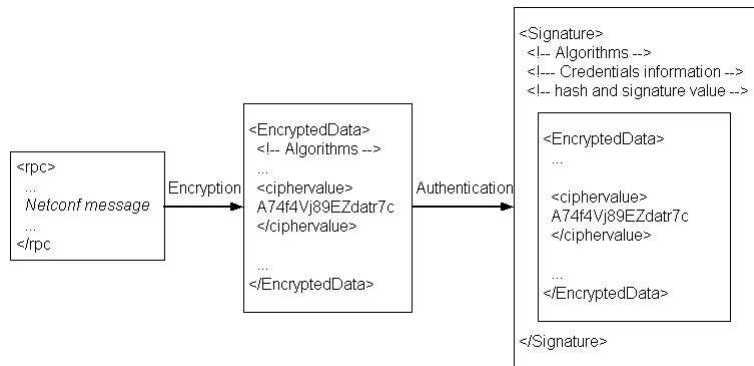 <rpc>
...
Netconf message
...
</rpc
Encryption
<EncryptedData>
<!-- Algorithms -->
...
<ciphervalue>
A74f4Vj89EZdatr7c
</ciphervalue>
...
</EncryptedData>
Authentication
<Signature>
<!-- Algorithms -->
<!--- Credentials information -->
<!-- hash and signature value -->
<EncryptedData>
...
<ciphervalue>
A74f4Vj89EZdatr7c
</ciphervalue>
...
</EncryptedData>
</Signature>